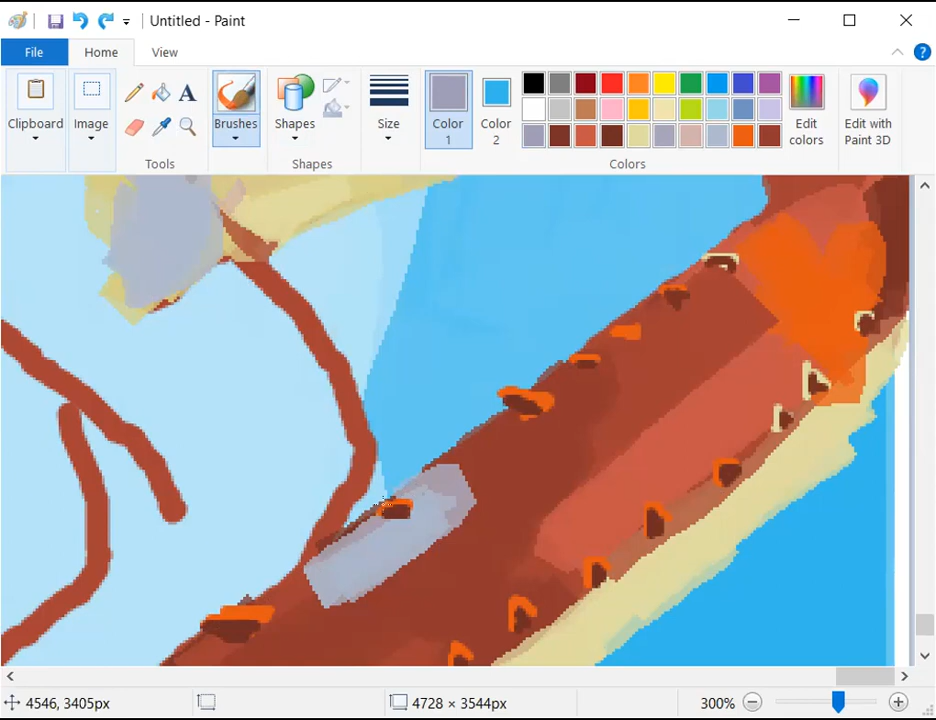 Untitled - Paint
File
Home
View
Clipboard
Image
Tools
Brushes
Shapes
Shapes
Size
Color 1
Color 2
Edit colors
Colors
Edit with Paint 3D
4546, 3405px
4728 × 3544px
300%